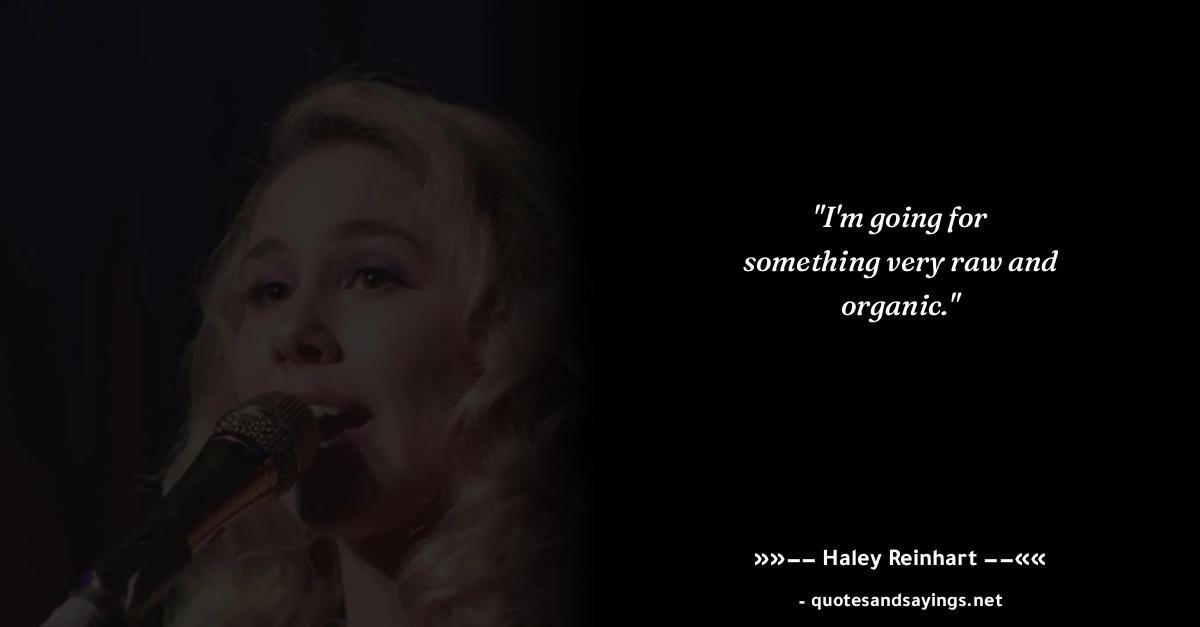 "I'm going for
something very raw and
organic."
»»−− Haley Reinhart −−««
- quotesandsayings.net